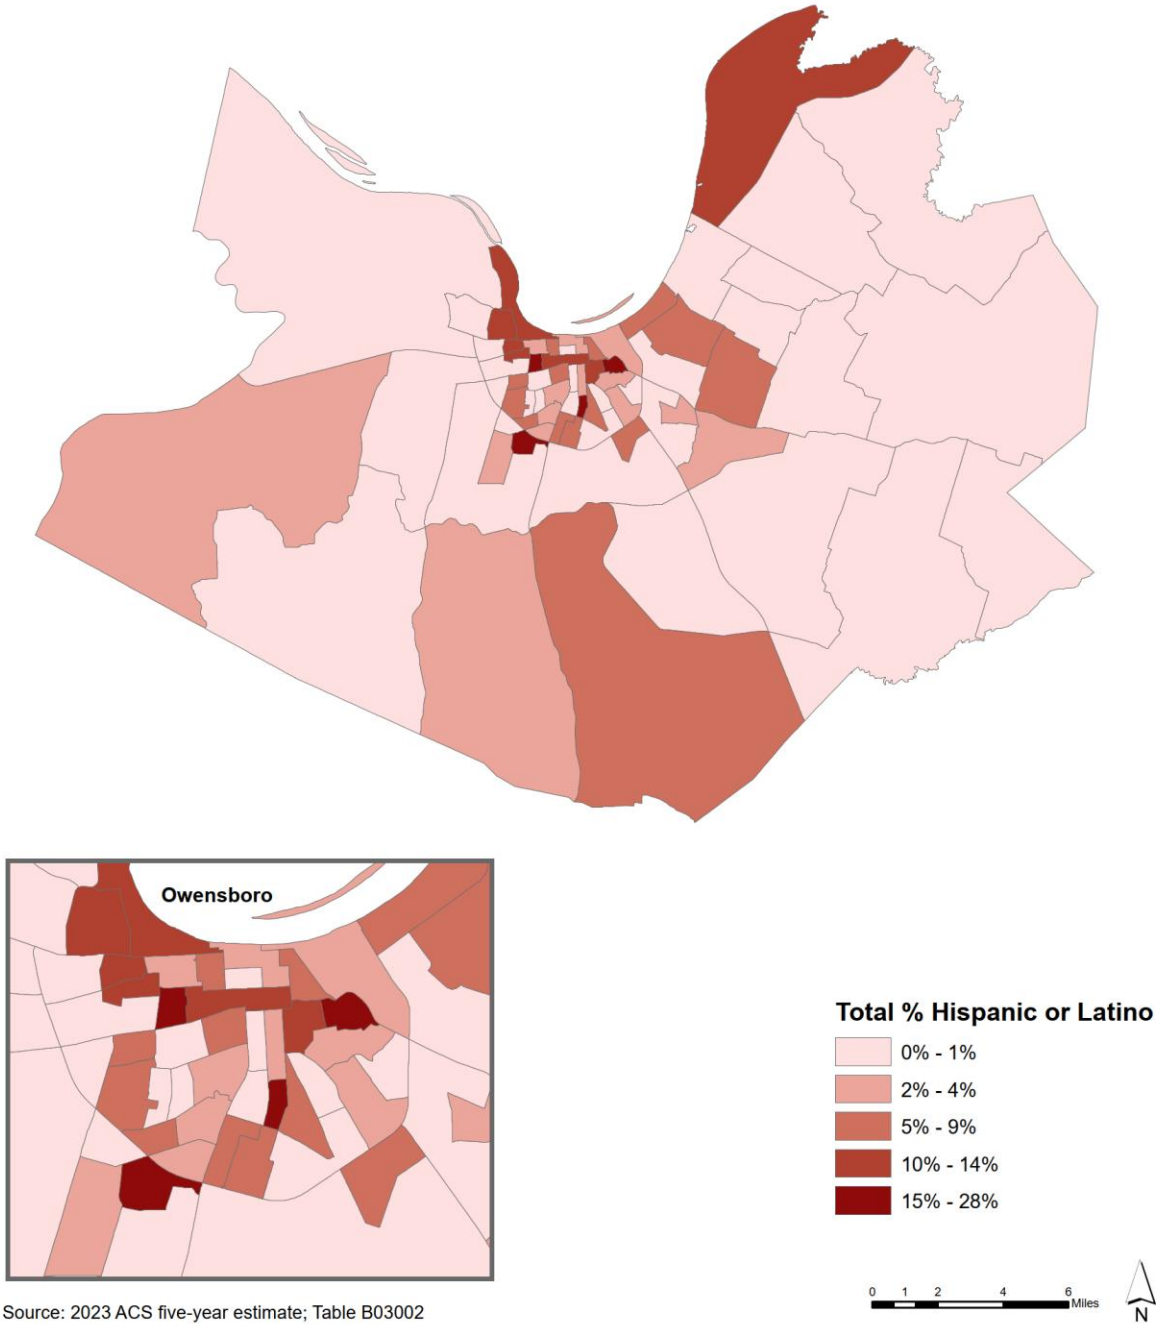 Owensboro
Total % Hispanic or Latino
0% - 1%
2% - 4%
5% - 9%
10% - 14%
15% - 28%
0 1 2 4 6
Miles
N
Source: 2023 ACS five-year estimate; Table B03002